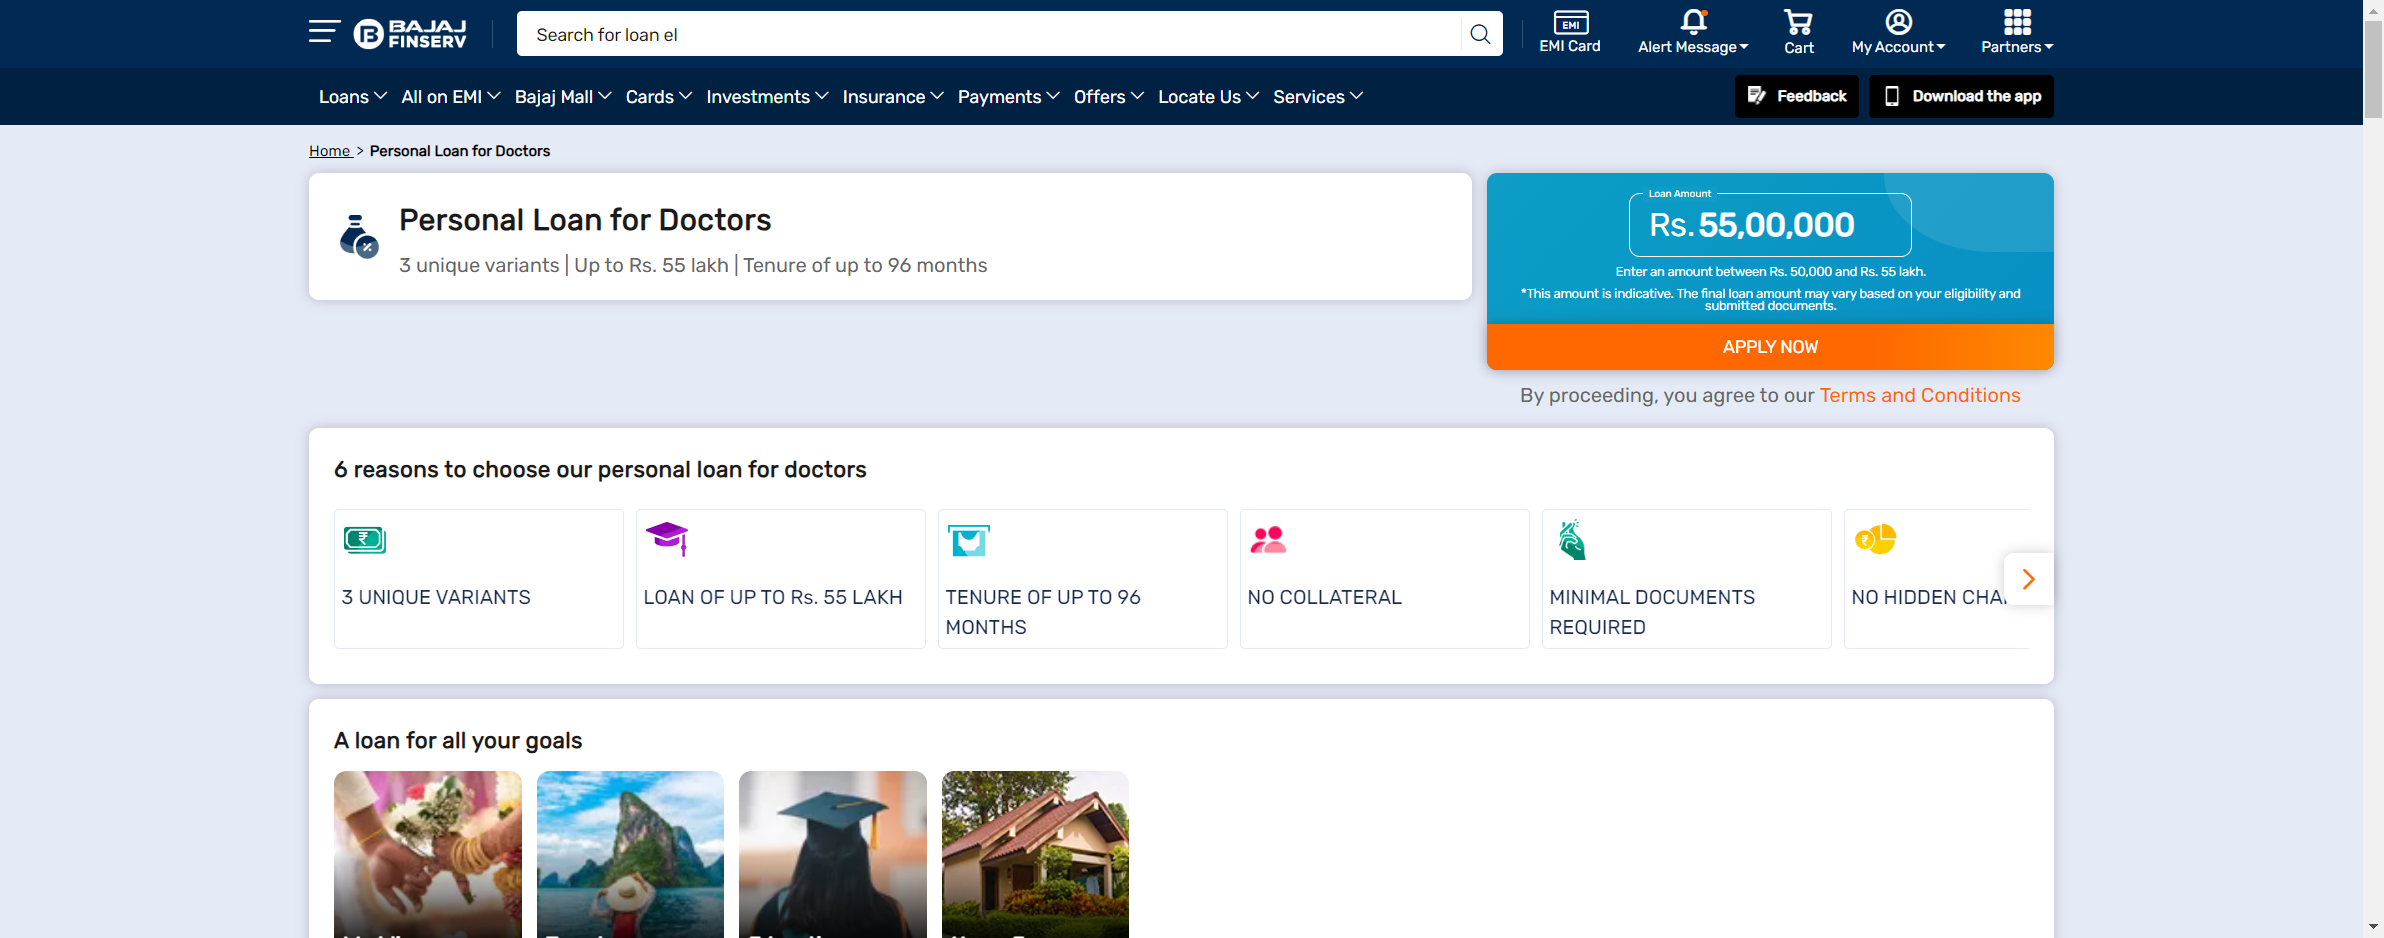 BAJAJ
FINSERV
Search for loan el
EMI
EMI Card
Alert Message
Cart
My Account
Partners
Loans
All on EMI
Bajaj Mall
Cards
Investments
Insurance
Payments
Offers
Locate Us
Services
Feedback
Download the app
Home > Personal Loan for Doctors
Personal Loan for Doctors
3 unique variants | Up to Rs. 55 lakh | Tenure of up to 96 months
Loan Amount
Rs. 55,00,000
Enter an amount between Rs. 50,000 and Rs. 55 lakh.
*This amount is indicative. The final loan amount may vary based on your eligibility and
submitted documents.
APPLY NOW
By proceeding, you agree to our Terms and Conditions
6 reasons to choose our personal loan for doctors
3 UNIQUE VARIANTS
LOAN OF UP TO Rs. 55 LAKH
TENURE OF UP TO 96
MONTHS
NO COLLATERAL
MINIMAL DOCUMENTS
REQUIRED
NO HIDDEN
A loan for all your goals